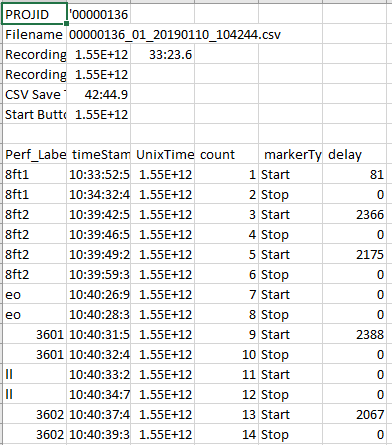 PROJID '00000136
Filename 00000136_01_20190110_104244.csv
Recording 1.55E+12 33:23.6
Recording 1.55E+12
CSV Save T 42:44.9
Start Butto 1.55E+12
Perf_Labe timeStam UnixTime count markerTy delay
8ft1 10:33:52:5 1.55E+12 1 Start 81
8ft1 10:34:32:4 1.55E+12 2 Stop 0
8ft2 10:39:42:5 1.55E+12 3 Start 2366
8ft2 10:39:46:5 1.55E+12 4 Stop 0
8ft2 10:39:49:2 1.55E+12 5 Start 2175
8ft2 10:39:59:3 1.55E+12 6 Stop 0
eo 10:40:26:9 1.55E+12 7 Start 0
eo 10:40:28:3 1.55E+12 8 Stop 0
3601 10:40:31:5 1.55E+12 9 Start 2388
3601 10:40:32:4 1.55E+12 10 Stop 0
ll 10:40:33:2 1.55E+12 11 Start 0
ll 10:40:34:7 1.55E+12 12 Stop 0
3602 10:40:37:4 1.55E+12 13 Start 2067
3602 10:40:39:3 1.55E+12 14 Stop 0